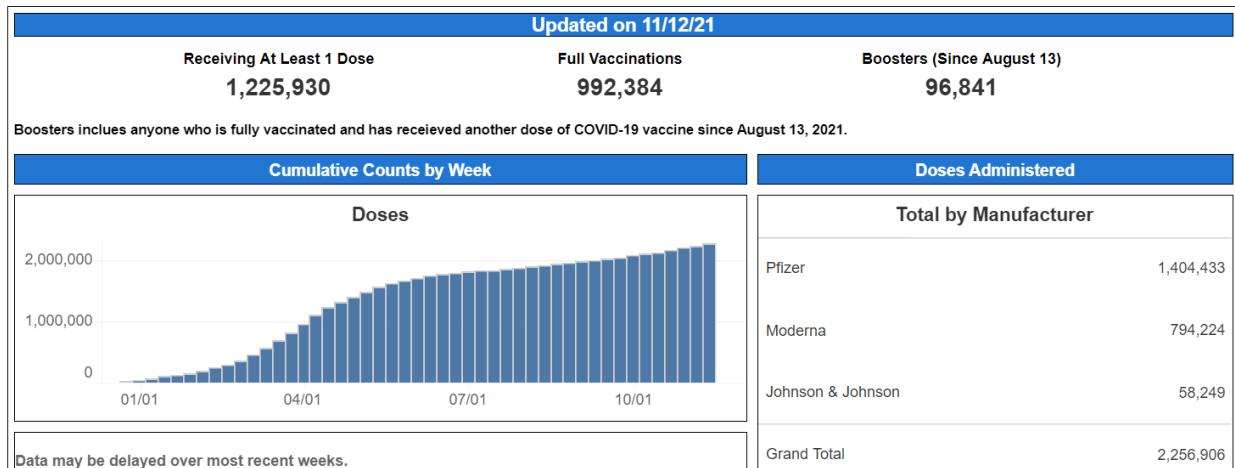 Updated on 11/12/21
Receiving At Least 1 Dose Full Vaccinations Boosters (Since August 13)
1,225,930 992,384 96,841
Boosters inclues anyone who is fully vaccinated and has receieved another dose of COVID-19 vaccine since August 13, 2021.
Cumulative Counts by Week
Doses
2,000,000
1,000,000
0
01/01 04/01 07/01 10/01
Data may be delayed over most recent weeks.
Doses Administered
Total by Manufacturer
Pfizer 1,404,433
Moderna 794,224
Johnson & Johnson 58,249
Grand Total 2,256,906